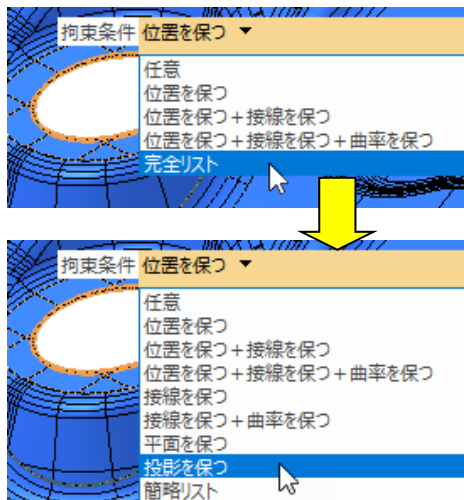 拘束条件 位置を保つ ▼
任意
位置を保つ
位置を保つ+接線を保つ
位置を保つ+接線を保つ+曲率を保つ
完全リスト
拘束条件 位置を保つ ▼
任意
位置を保つ
位置を保つ+接線を保つ
位置を保つ+接線を保つ+曲率を保つ
接線を保つ
接線を保つ+曲率を保つ
平面を保つ
投影を保つ
簡略リスト